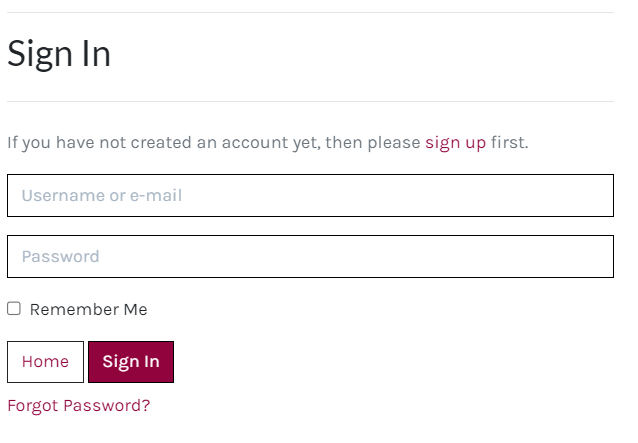 Sign In
If you have not created an account yet, then please sign up first.
Username or e-mail
Password
Remember Me
Home Sign In
Forgot Password?